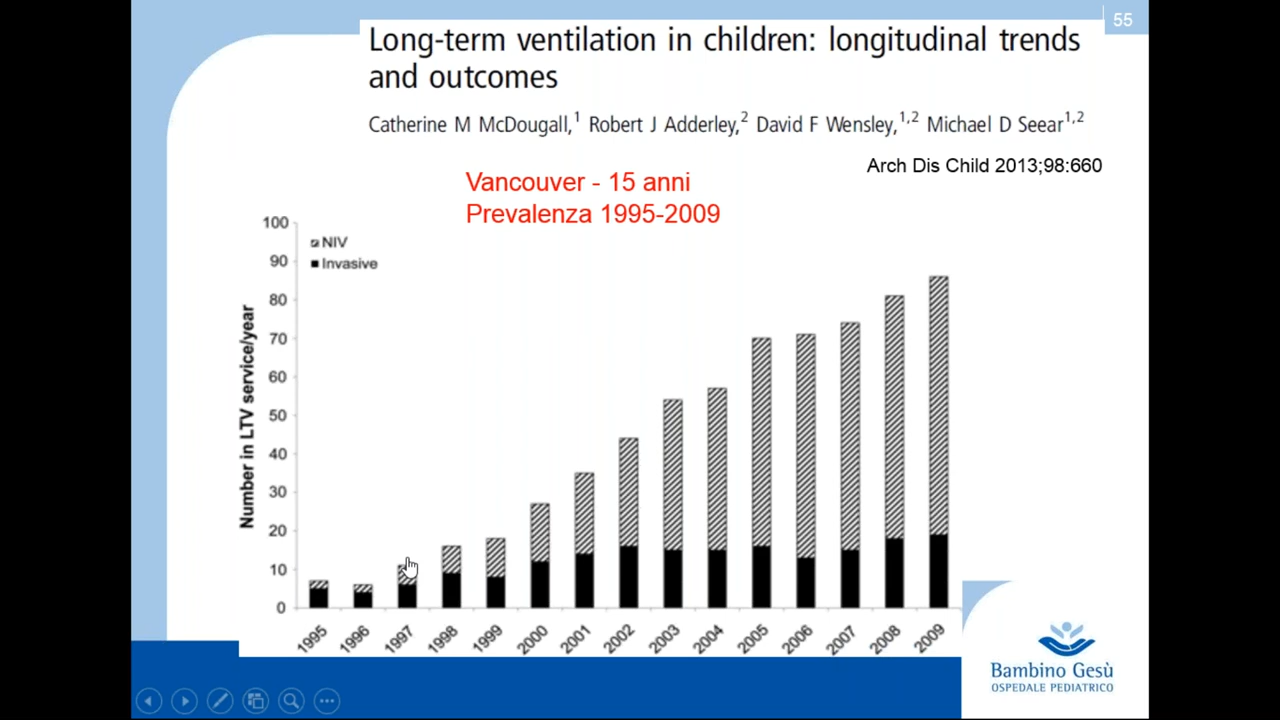 55
Long-term ventilation in children: longitudinal trends
and outcomes
Catherine M McDougall,1 Robert J Adderley,2 David F Wensley,1,2 Michael D Seear1,2
Arch Dis Child 2013;98:660
Vancouver - 15 anni
Prevalenza 1995-2009
NIV
Invasive
Number in LTV service/year
100
90
80
70
60
50
40
30
20
10
0
1995 1996 1997 1998 1999 2000 2001 2002 2003 2004 2005 2006 2007 2008 2009
Bambino Gesù
OSPEDALE PEDIATRICO